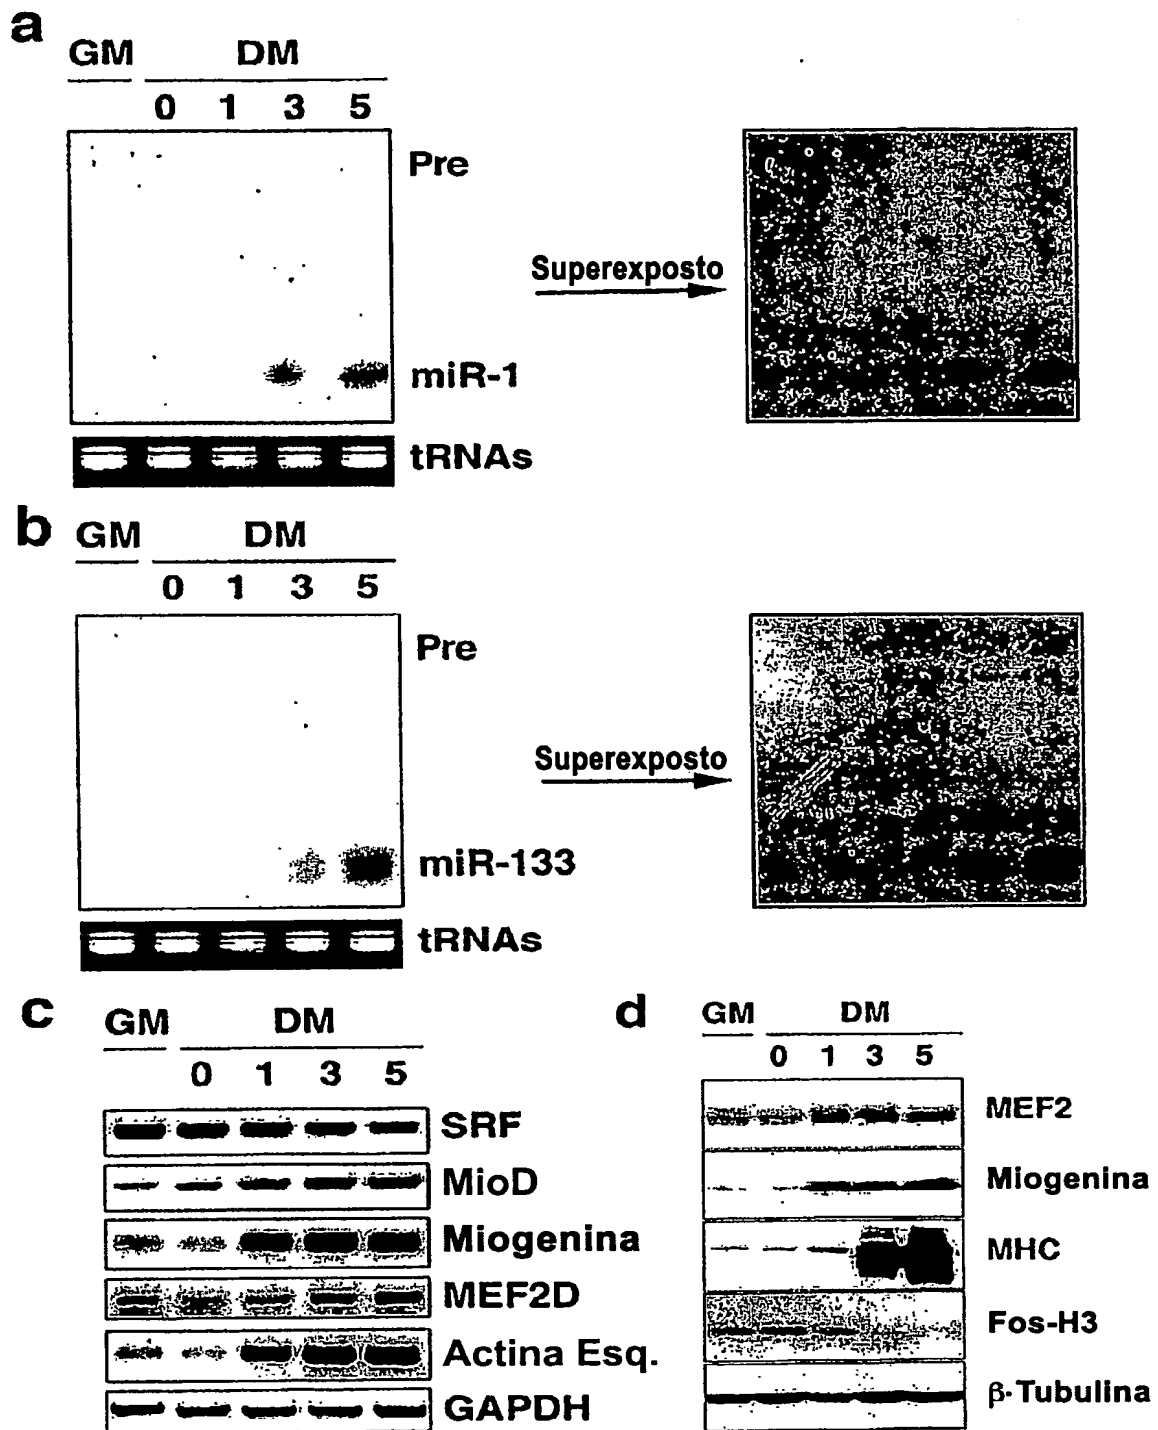 a
GM DM
0 1 3 5
Pre
Superexposto
miR-1
tRNAs
b
GM DM
0 1 3 5
Pre
Superexposto
miR-133
tRNAs
c
GM DM
0 1 3 5
SRF
MioD
Miogenina
MEF2D
Actina Esq.
GAPDH
d
GM DM
0 1 3 5
MEF2
Miogenina
MHC
Fos-H3
β-Tubulina